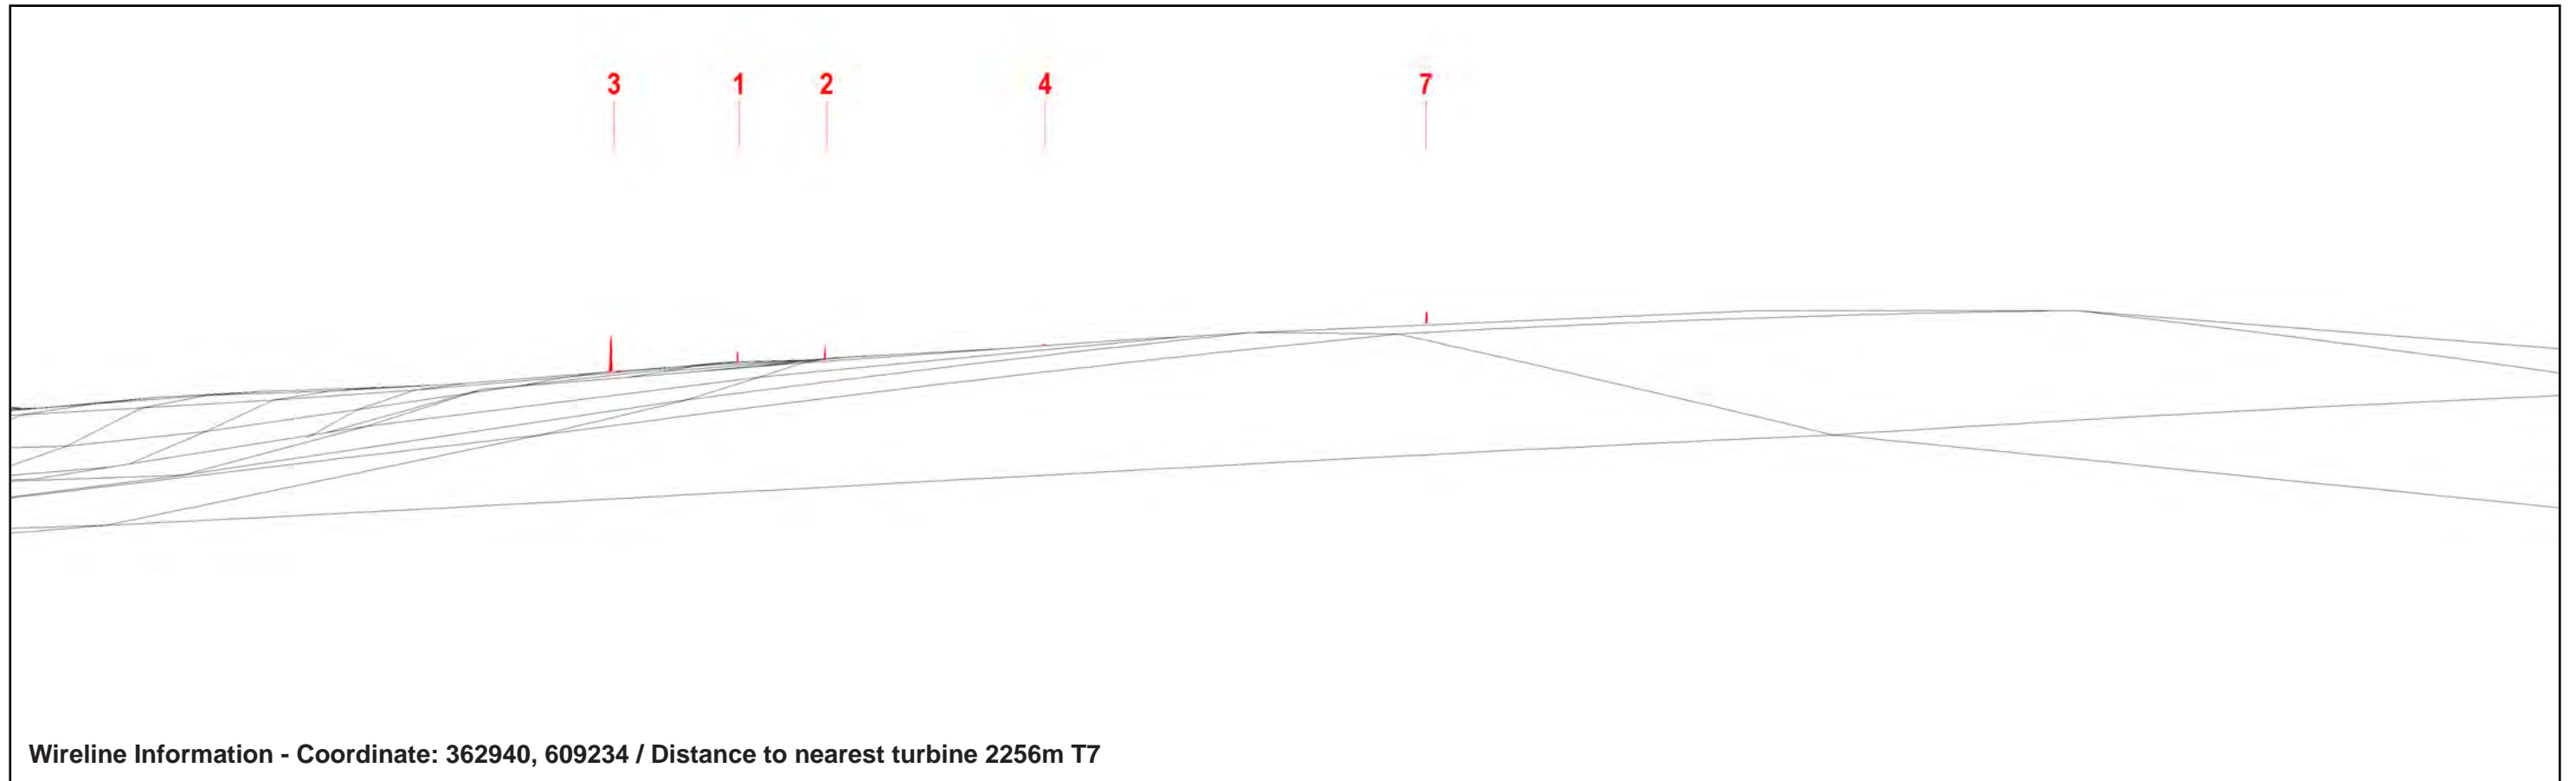 3 1 2 4 7
Wireline Information - Coordinate: 362940, 609234 / Distance to nearest turbine 2256m T7